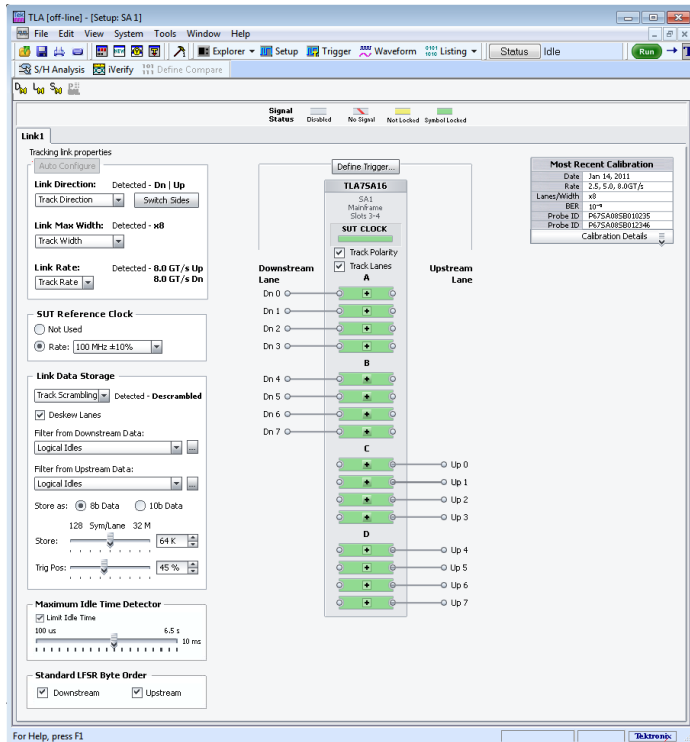 TLA [off-line] - [Setup: SA 1]
File Edit View System Tools Window Help
Explorer Setup Trigger Waveform Listing Status Idle Run
S/H Analysis iVerify Define Compare
Signal Status Disabled No Signal Not Locked Symbol Locked
Link1
Tracking link properties
Auto Configure
Link Direction: Detected - Dn | Up
Track Direction Switch Sides
Link Max Width: Detected - x8
Track Width
Link Rate: Detected - 8.0 GT/s Up
Track Rate 8.0 GT/s Dn
SUT Reference Clock
Not Used
Rate: 100 MHz ±10%
Link Data Storage
Track Scrambling Detected - Descrambled
Deskew Lanes
Filter from Downstream Data:
Logical Idles ...
Filter from Upstream Data:
Logical Idles ...
Store as: 8b Data 10b Data
128 Sym/Lane 32 M
Store: 64 K
Trig Pos: 45 %
Maximum Idle Time Detector
Limit Idle Time
100 us 6.5 s
10 ms
Standard LFSR Byte Order
Downstream Upstream
Define Trigger...
TLA7SA16
SA1
Mainframe
Slots 3-4
SUT CLOCK
Track Polarity
Track Lanes
Downstream Lane
Upstream Lane
A
Dn 0
Dn 1
Dn 2
Dn 3
B
Dn 4
Dn 5
Dn 6
Dn 7
C
Up 0
Up 1
Up 2
Up 3
D
Up 4
Up 5
Up 6
Up 7
Most Recent Calibration
Date Jan 14, 2011
Rate 2.5, 5.0, 8.0GT/s
Lanes/Width x8
BER
Probe ID P67SA08SB010235
Probe ID P67SA08SB012346
Calibration Details
For Help, press F1
Tektronix